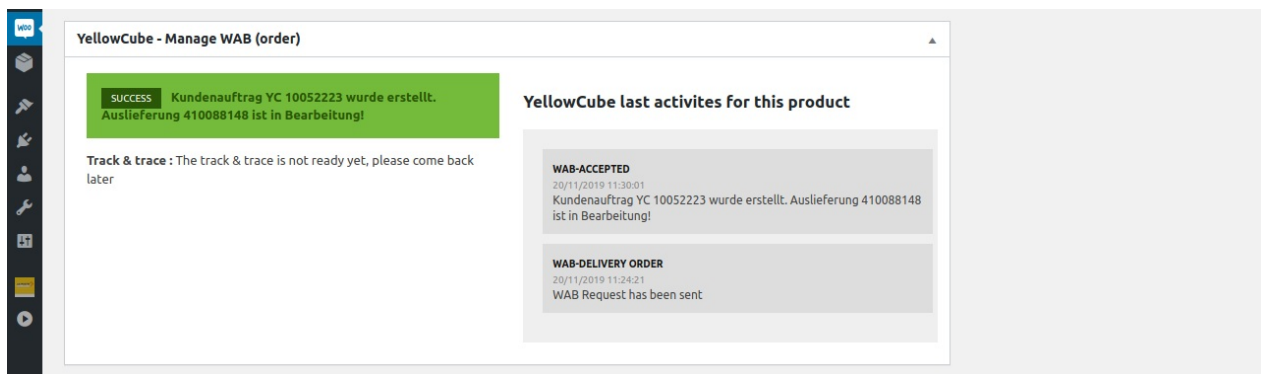 Woo
YellowCube - Manage WAB (order)
SUCCESS Kundenauftrag YC 10052223 wurde erstellt.
Auslieferung 410088148 ist in Bearbeitung!
Track & trace : The track & trace is not ready yet, please come back
later
YellowCube last activites for this product
WAB-ACCEPTED
20/11/2019 11:30:01
Kundenauftrag YC 10052223 wurde erstellt. Auslieferung 410088148
ist in Bearbeitung!
WAB-DELIVERY ORDER
20/11/2019 11:24:21
WAB Request has been sent